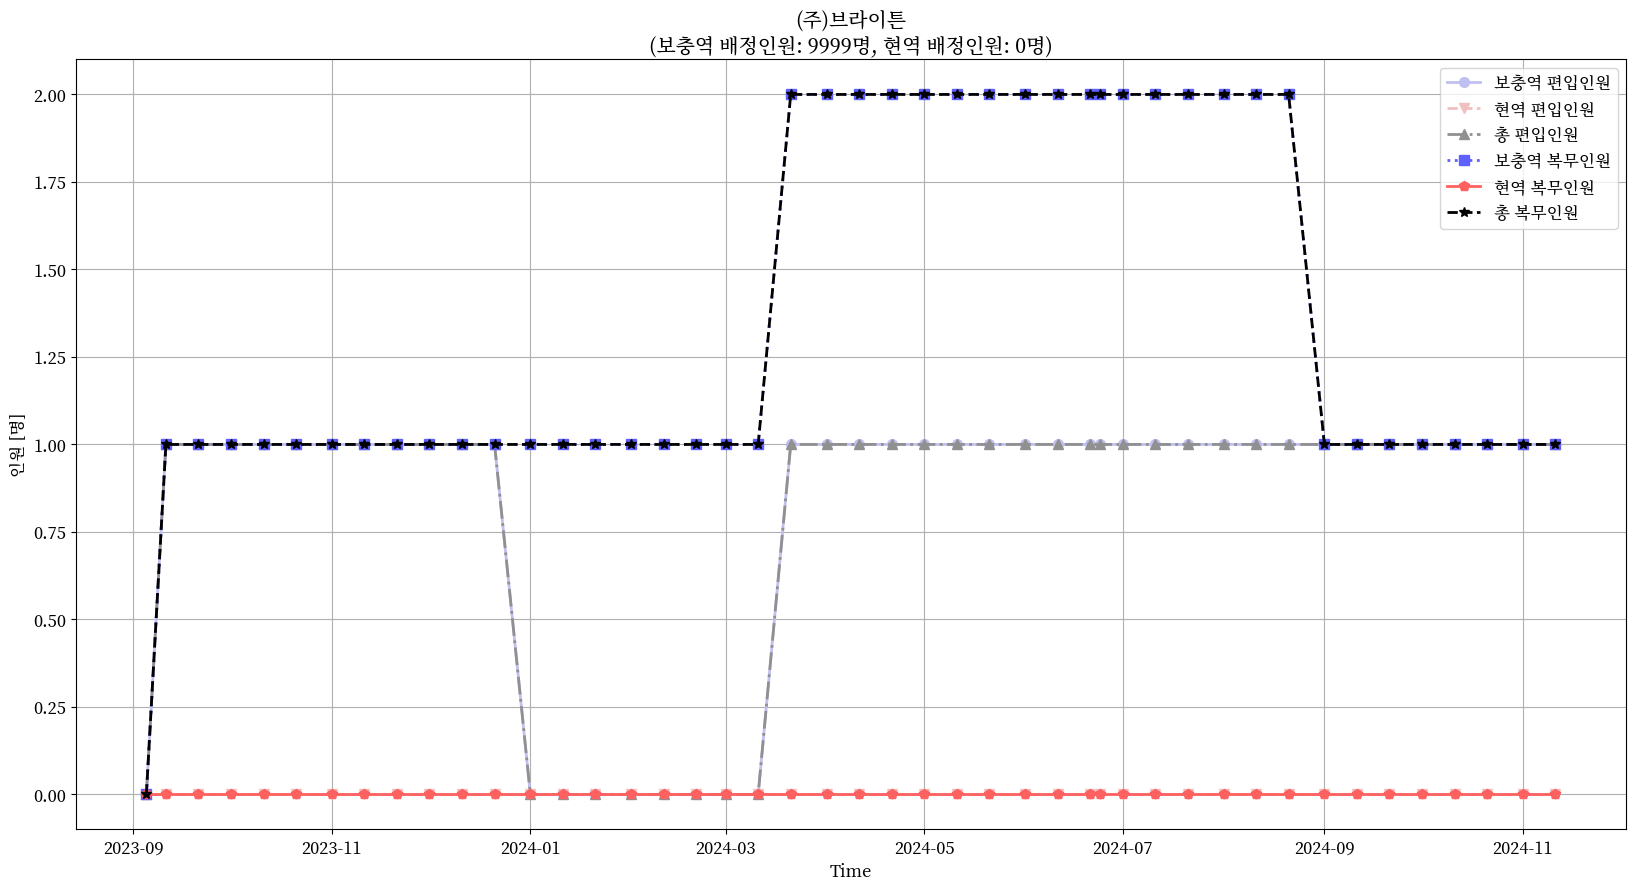 (주)브라이튼
(보충역 배정인원: 9999명, 현역 배정인원: 0명)
보충역 편입인원
현역 편입인원
총 편입인원
보충역 복무인원
현역 복무인원
총 복무인원
인원 [명]
2.00
1.75
1.50
1.25
1.00
0.75
0.50
0.25
0.00
2023-09 2023-11 2024-01 2024-03 2024-05 2024-07 2024-09 2024-11
Time